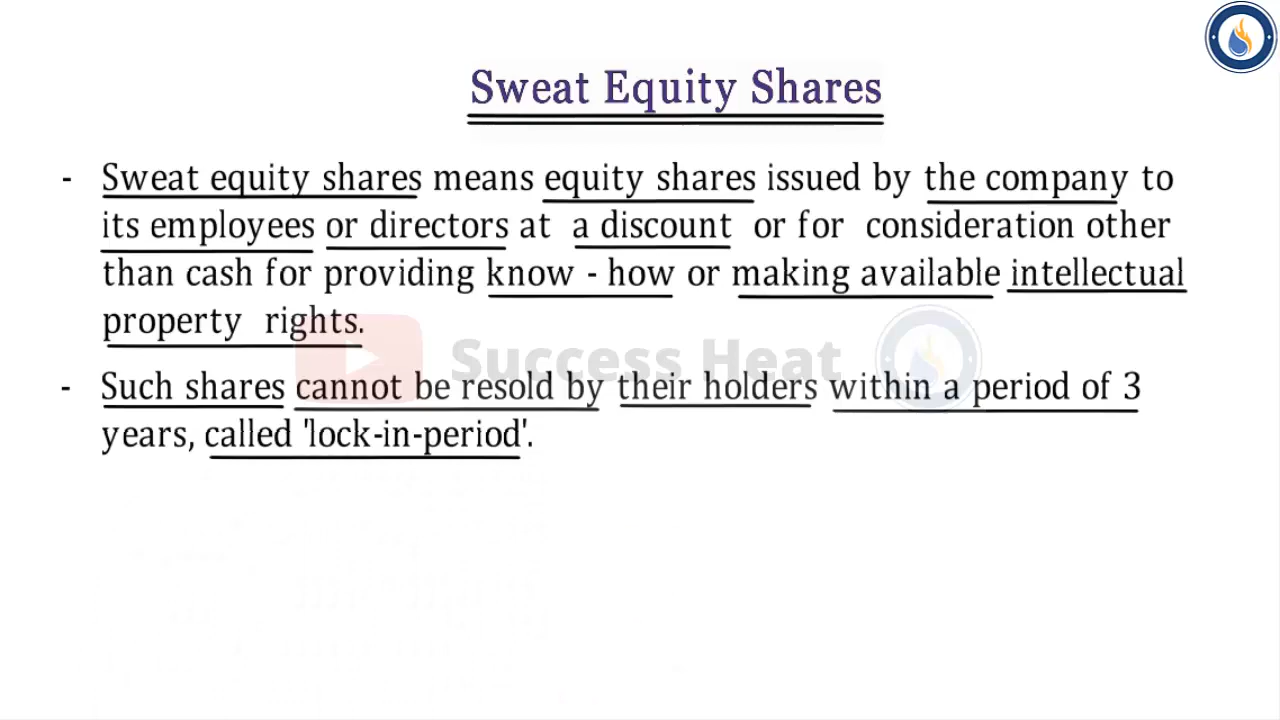 Sweat Equity Shares
- Sweat equity shares means equity shares issued by the company to
its employees or directors at a discount or for consideration other
than cash for providing know - how or making available intellectual
property rights.
Success Heat
- Such shares cannot be resold by their holders within a period of 3
years, called 'lock-in-period'.